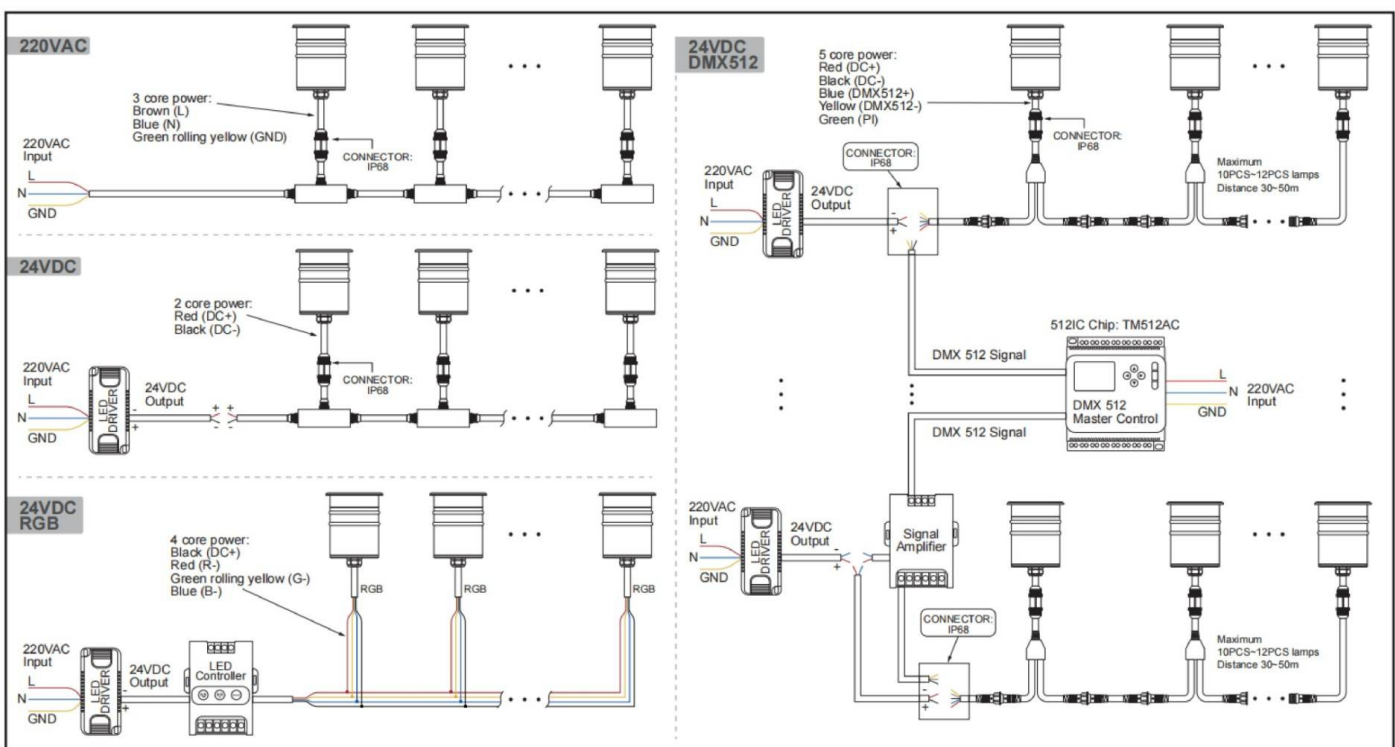 220VAC
3 core power:
Brown (L)
Blue (N)
Green rolling yellow (GND)
CONNECTOR:
IP68
220VAC
Input
L
N
GND
24VDC
2 core power:
Red (DC+)
Black (DC-)
CONNECTOR:
IP68
220VAC
Input
L
N
GND
LED
DRIVER
-
+
24VDC
Output
+ +
- -
24VDC
RGB
4 core power:
Black (DC+)
Red (R-)
Green rolling yellow (G-)
Blue (B-)
RGB
RGB
RGB
220VAC
Input
L
N
GND
LED
DRIVER
-
+
24VDC
Output
LED
Controller
24VDC
DMX512
5 core power:
Red (DC+)
Black (DC-)
Blue (DMX512+)
Yellow (DMX512-)
Green (PI)
CONNECTOR:
IP68
CONNECTOR:
IP68
220VAC
Input
L
N
GND
LED
DRIVER
24VDC
Output
-
+
Maximum
10PCS~12PCS lamps
Distance 30~50m
512IC Chip: TM512AC
DMX 512 Signal
DMX 512
Master Control
L
N
GND
220VAC
Input
DMX 512 Signal
220VAC
Input
L
N
GND
LED
DRIVER
24VDC
Output
-
+
Signal
Amplifier
CONNECTOR:
IP68
-
+
Maximum
10PCS~12PCS lamps
Distance 30~50m